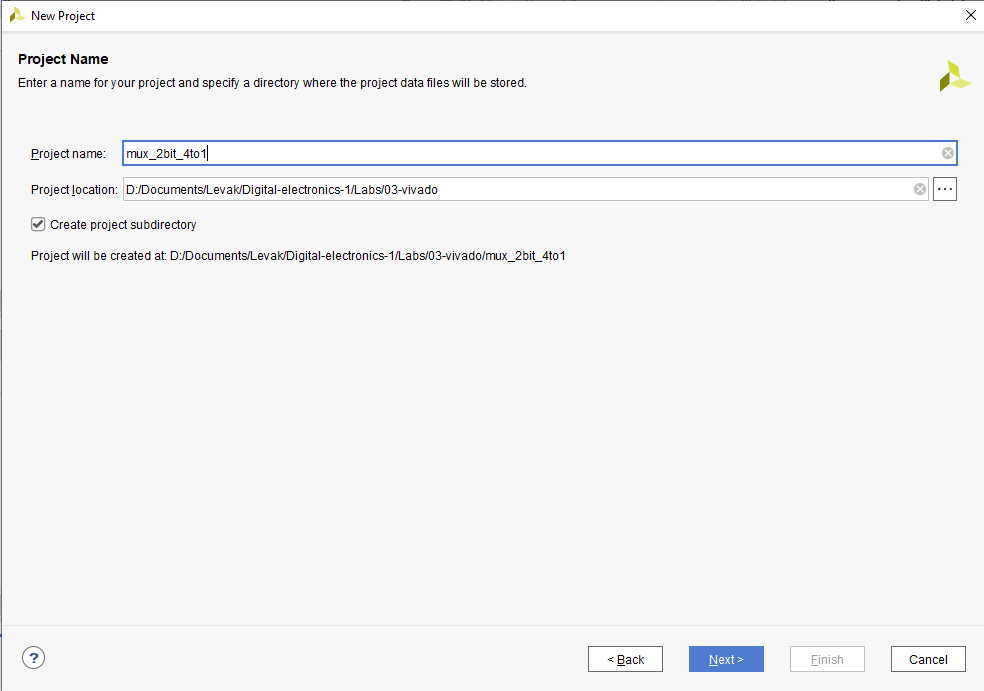 New Project
Project Name
Enter a name for your project and specify a directory where the project data files will be stored.
Project name: mux_2bit_4to1
Project location: D:/Documents/Levak/Digital-electronics-1/Labs/03-vivado ...
Create project subdirectory
Project will be created at: D:/Documents/Levak/Digital-electronics-1/Labs/03-vivado/mux_2bit_4to1
? < Back Next > Finish Cancel